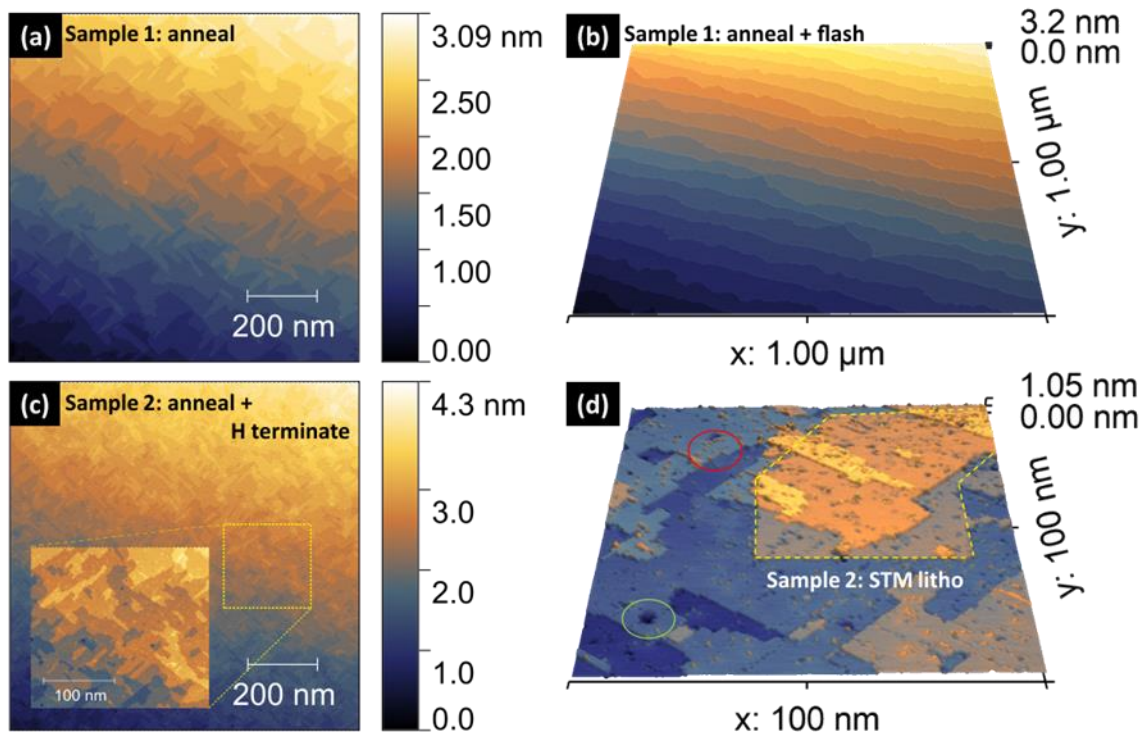 (a) Sample 1: anneal
3.09 nm
2.50
2.00
1.50
1.00
0.00
200 nm
(b) Sample 1: anneal + flash
3.2 nm
0.0 nm
y: 1.00 µm
x: 1.00 µm
(c) Sample 2: anneal +
H terminate
4.3 nm
3.0
2.0
1.0
0.0
100 nm
200 nm
(d)
1.05 nm
0.00 nm
y: 100 nm
Sample 2: STM litho
x: 100 nm